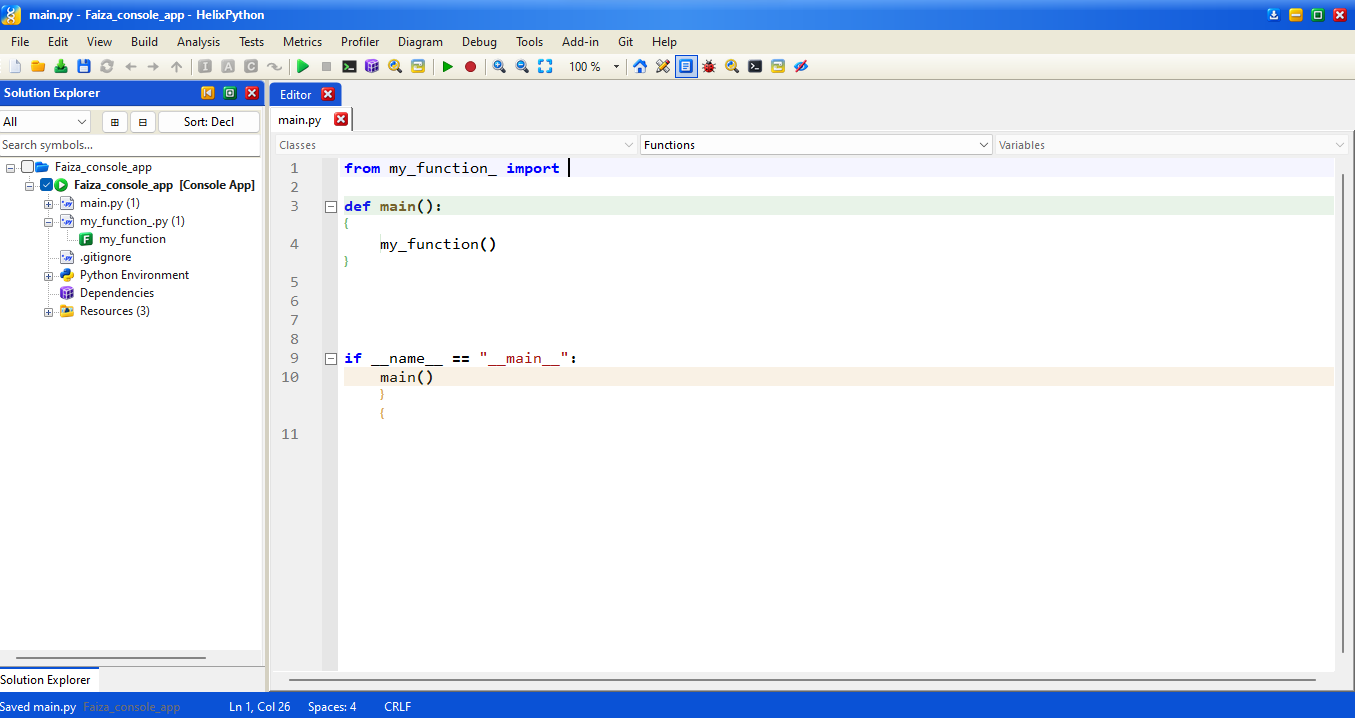 main.py - Faiza_console_app - HelixPython
File Edit View Build Analysis Tests Metrics Profiler Diagram Debug Tools Add-in Git Help
I A C 100 %
Solution Explorer
All Sort: Decl
Search symbols...
Faiza_console_app
Faiza_console_app [Console App]
main.py (1)
my_function_.py (1)
F my_function
.gitignore
Python Environment
Dependencies
Resources (3)
Solution Explorer
Editor
main.py
Classes Functions Variables
1 from my_function_ import
2
3 def main():
{
4 my_function()
}
5
6
7
8
9 if __name__ == "__main__":
10 main()
}
{
11
Saved main.py Faiza_console_app Ln 1, Col 26 Spaces: 4 CRLF